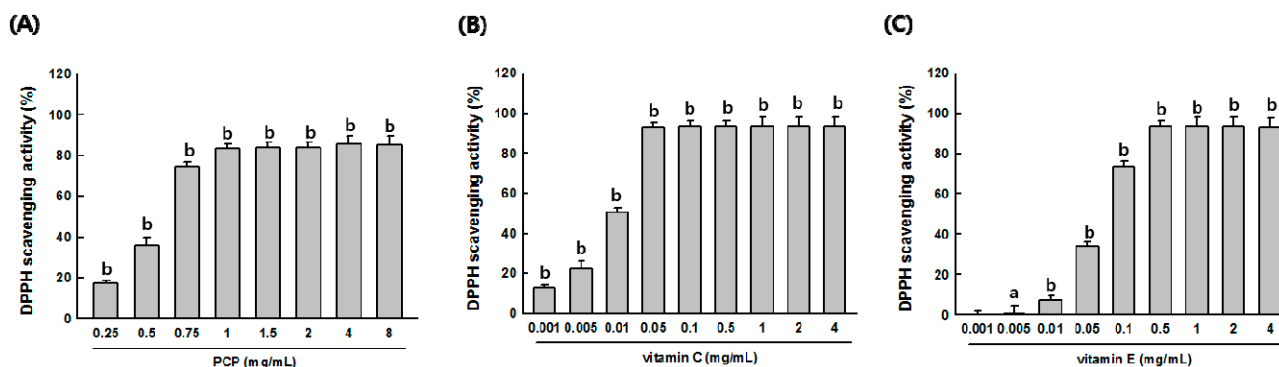 (A)
DPPH scavenging activity (%)
120
100
80
60
40
20
0
b b b b b b b b
0.25 0.5 0.75 1 1.5 2 4 8
PCP (mg/mL)
(B)
DPPH scavenging activity (%)
120
100
80
60
40
20
0
b b b b b b b b b
0.001 0.005 0.01 0.05 0.1 0.5 1 2 4
vitamin C (mg/mL)
(C)
DPPH scavenging activity (%)
120
100
80
60
40
20
0
a b b b b b b b
0.001 0.005 0.01 0.05 0.1 0.5 1 2 4
vitamin E (mg/mL)